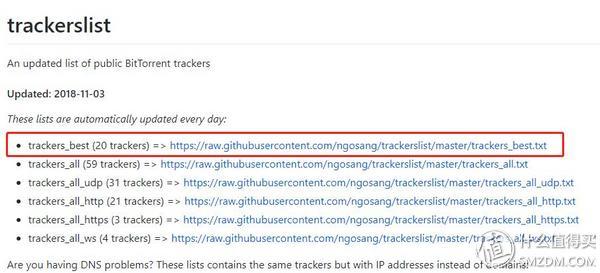 trackerslist
An updated list of public BitTorrent trackers
Updated: 2018-11-03
These lists are automatically updated every day:
• trackers_best (20 trackers) => https://raw.githubusercontent.com/ngosang/trackerslist/master/trackers_best.txt
• trackers_all (59 trackers) => https://raw.githubusercontent.com/ngosang/trackerslist/master/trackers_all.txt
• trackers_all_udp (31 trackers) => https://raw.githubusercontent.com/ngosang/trackerslist/master/trackers_all_udp.txt
• trackers_all_http (21 trackers) => https://raw.githubusercontent.com/ngosang/trackerslist/master/trackers_all_http.txt
• trackers_all_https (3 trackers) => https://raw.githubusercontent.com/ngosang/trackerslist/master/trackers_all_https.txt
• trackers_all_ws (4 trackers) => https://raw.githubusercontent.com/ngosang/trackerslist/master/trackers_all_ws.txt
Are you having DNS problems? These lists contains the same trackers but with IP addresses instead of domains:
值 什么值得买
SMZDM.COM